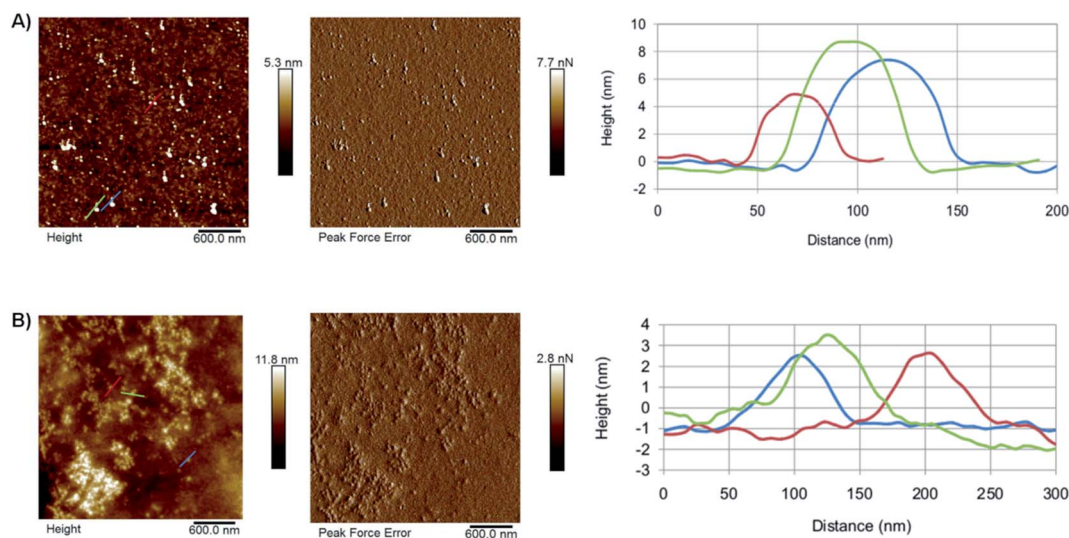 A)
5.3 nm
Height
600.0 nm
7.7 nN
Peak Force Error
600.0 nm
Height (nm)
10
8
6
4
2
0
-2
0 50 100 150 200
Distance (nm)
B)
11.8 nm
Height
600.0 nm
2.8 nN
Peak Force Error
600.0 nm
Height (nm)
4
3
2
1
0
-1
-2
-3
0 50 100 150 200 250 300
Distance (nm)